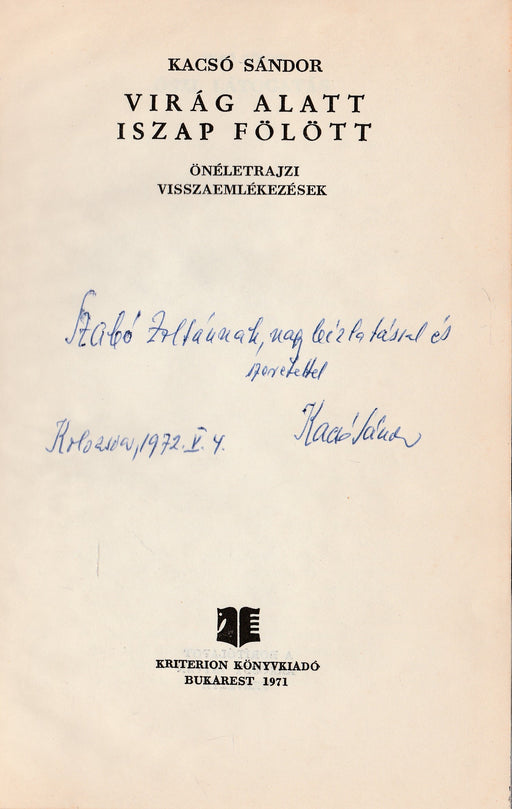 KACSÓ SÁNDOR
VIRÁG ALATT
ISZAP FÖLÖTT
ÖNÉLETRAJZI
VISSZAEMLÉKEZÉSEK
Szabó Zoltánnak, nagy bíztatással és
szeretettel
Kacsó Sándor
Kolozsvár, 1972. V. 4.
KRITERION KÖNYVKIADÓ
BUKAREST 1971